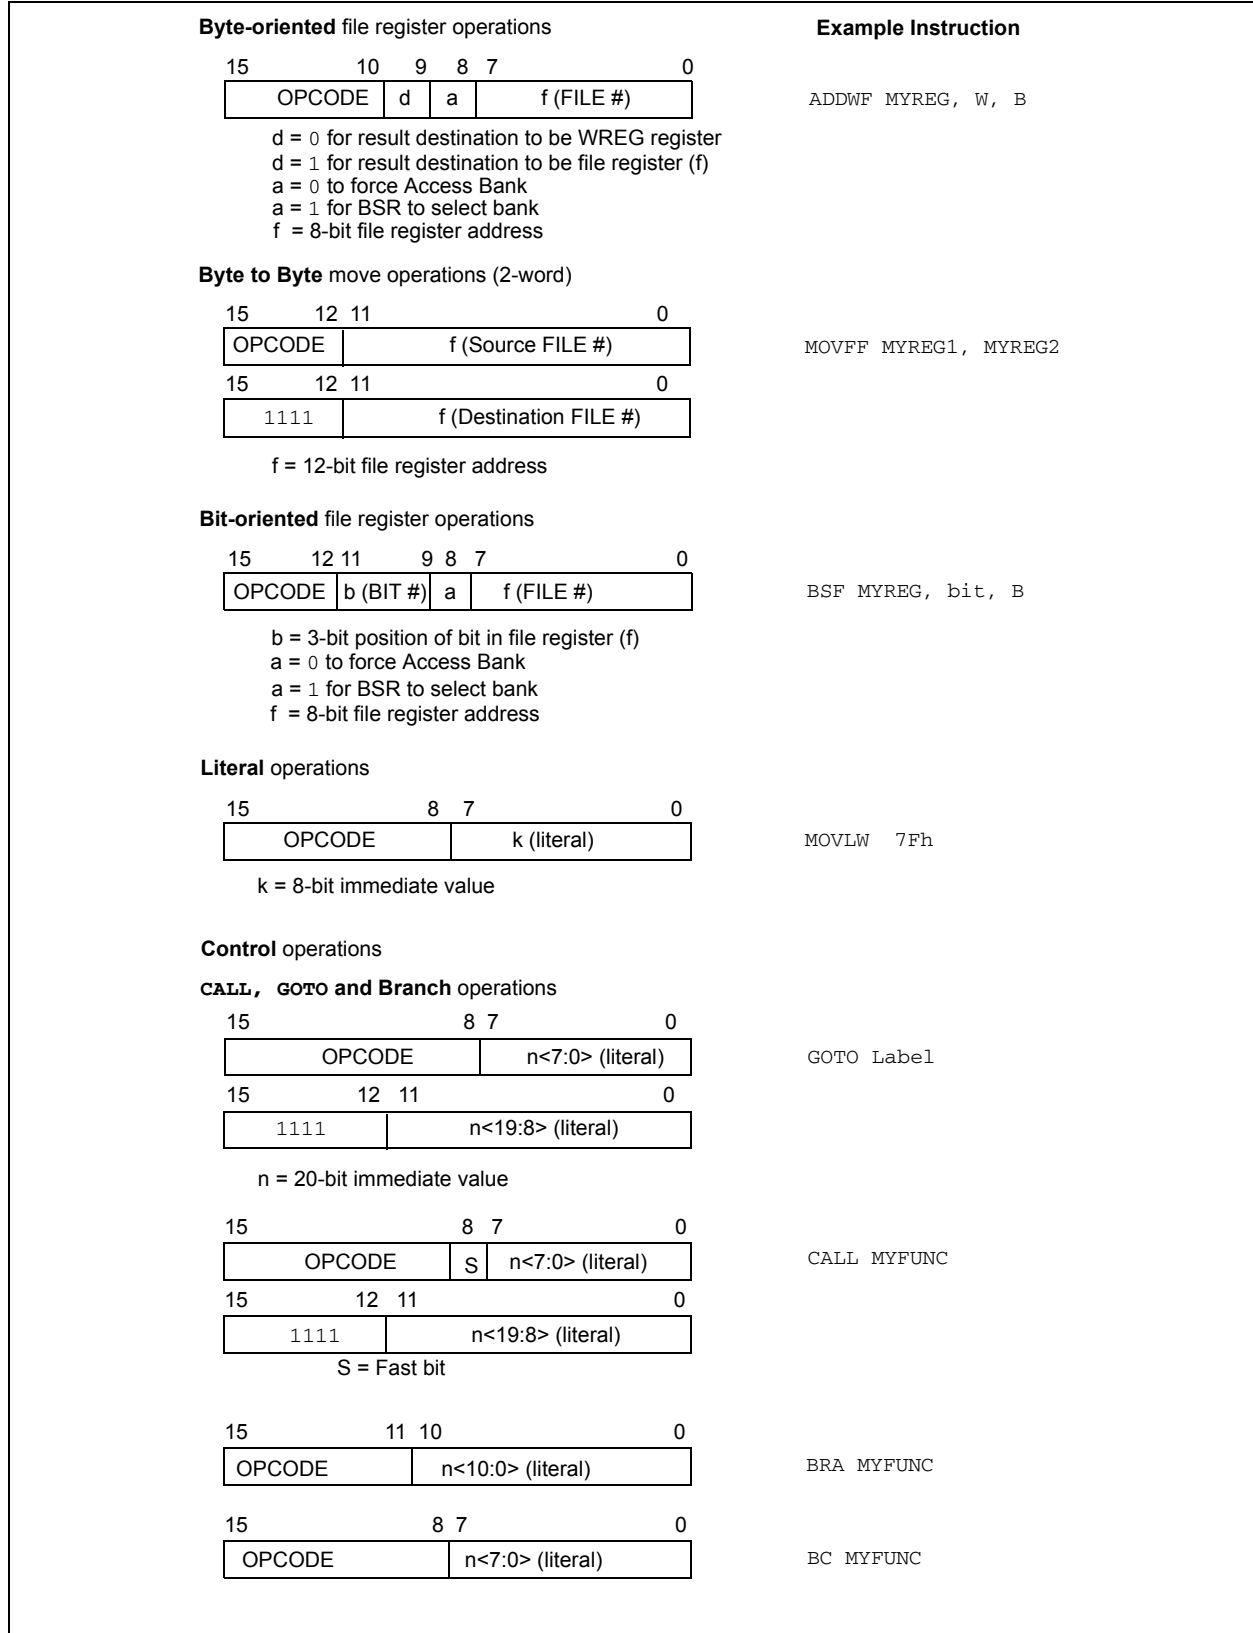 Byte-oriented file register operations Example Instruction
15 10 9 8 7 0
OPCODE d a f (FILE #) ADDWF MYREG, W, B
d = 0 for result destination to be WREG register
d = 1 for result destination to be file register (f)
a = 0 to force Access Bank
a = 1 for BSR to select bank
f = 8-bit file register address
Byte to Byte move operations (2-word)
15 12 11 0
OPCODE f (Source FILE #) MOVFF MYREG1, MYREG2
15 12 11 0
1111 f (Destination FILE #)
f = 12-bit file register address
Bit-oriented file register operations
15 12 11 9 8 7 0
OPCODE b (BIT #) a f (FILE #) BSF MYREG, bit, B
b = 3-bit position of bit in file register (f)
a = 0 to force Access Bank
a = 1 for BSR to select bank
f = 8-bit file register address
Literal operations
15 8 7 0
OPCODE k (literal) MOVLW 7Fh
k = 8-bit immediate value
Control operations
CALL, GOTO and Branch operations
15 8 7 0
OPCODE n<7:0> (literal) GOTO Label
15 12 11 0
1111 n<19:8> (literal)
n = 20-bit immediate value
15 8 7 0
OPCODE S n<7:0> (literal) CALL MYFUNC
15 12 11 0
1111 n<19:8> (literal)
S = Fast bit
15 11 10 0
OPCODE n<10:0> (literal) BRA MYFUNC
15 8 7 0
OPCODE n<7:0> (literal) BC MYFUNC